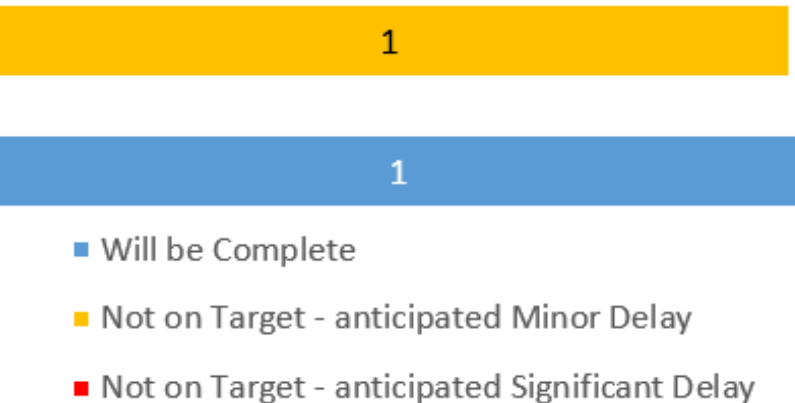 1
1
Will be Complete
Not on Target - anticipated Minor Delay
Not on Target - anticipated Significant Delay